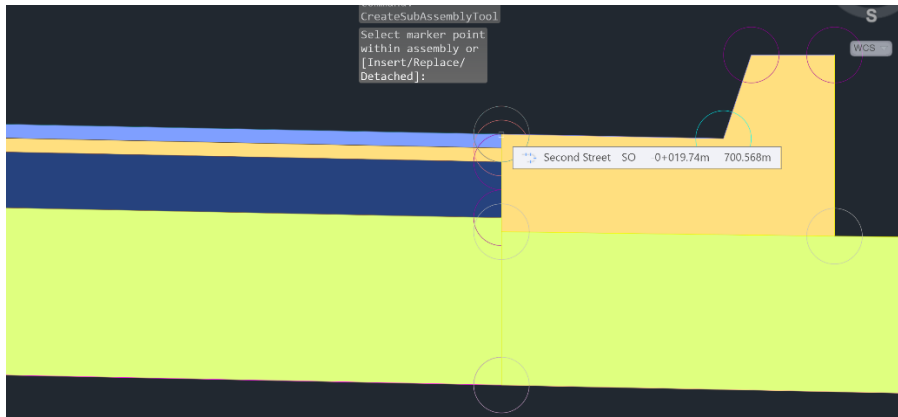 CreateSubAssemblyTool
Select marker point
within assembly or
[Insert/Replace/
Detached]:
S
WCS
Second Street SO 0+019.74m 700.568m